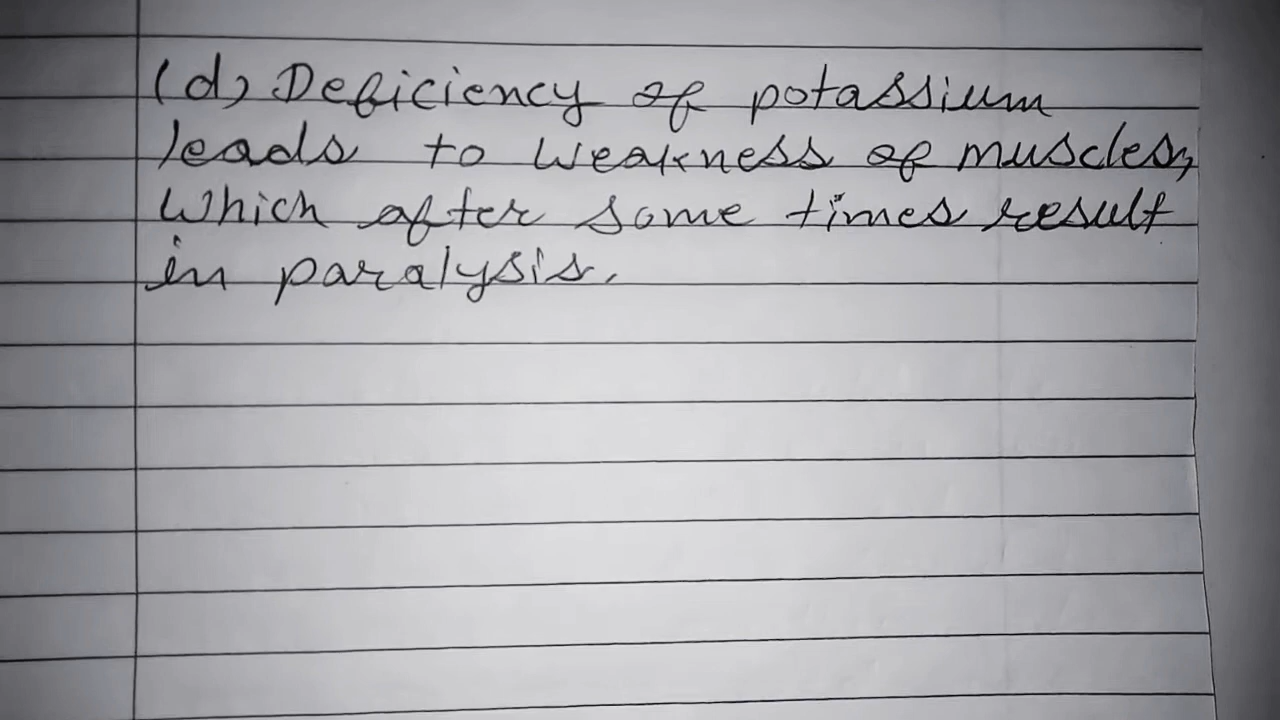 (d) Deficiency of potassium
leads to weakness of muscles,
which after some times result
in paralysis.